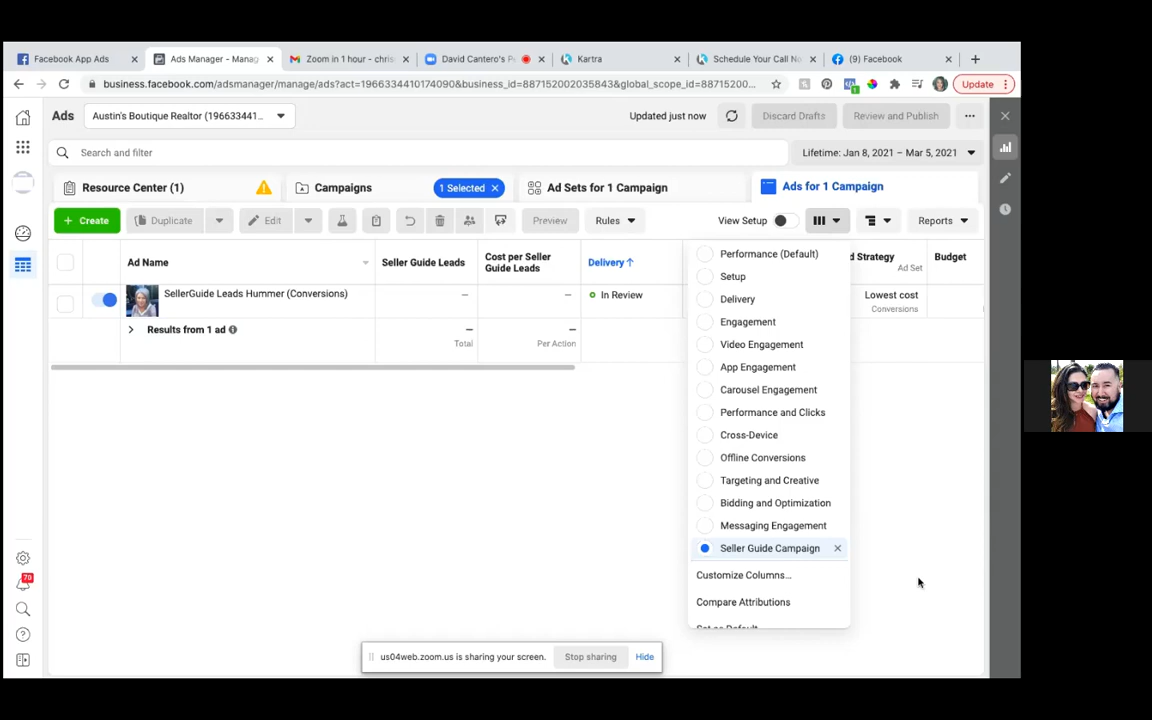 Facebook App Ads
Ads Manager - Manag
Zoom in 1 hour - chris
David Cantero's P
Kartra
Schedule Your Call No
(9) Facebook
business.facebook.com/adsmanager/manage/ads?act=1966334410174090&business_id=887152002035843&global_scope_id=88715200...
Update
Ads
Austin's Boutique Realtor (196633441...
Updated just now
Discard Drafts
Review and Publish
Search and filter
Lifetime: Jan 8, 2021 – Mar 5, 2021
Resource Center (1)
Campaigns
1 Selected
Ad Sets for 1 Campaign
Ads for 1 Campaign
+ Create
Duplicate
Edit
Preview
Rules
View Setup
Reports
Ad Name
Seller Guide Leads
Cost per Seller
Guide Leads
Delivery ↑
d Strategy
Ad Set
Budget
SellerGuide Leads Hummer (Conversions)
—
—
In Review
Lowest cost
Conversions
Results from 1 ad
—
Total
—
Per Action
Performance (Default)
Setup
Delivery
Engagement
Video Engagement
App Engagement
Carousel Engagement
Performance and Clicks
Cross-Device
Offline Conversions
Targeting and Creative
Bidding and Optimization
Messaging Engagement
Seller Guide Campaign
Customize Columns...
Compare Attributions
Set as Default
70
us04web.zoom.us is sharing your screen.
Stop sharing
Hide